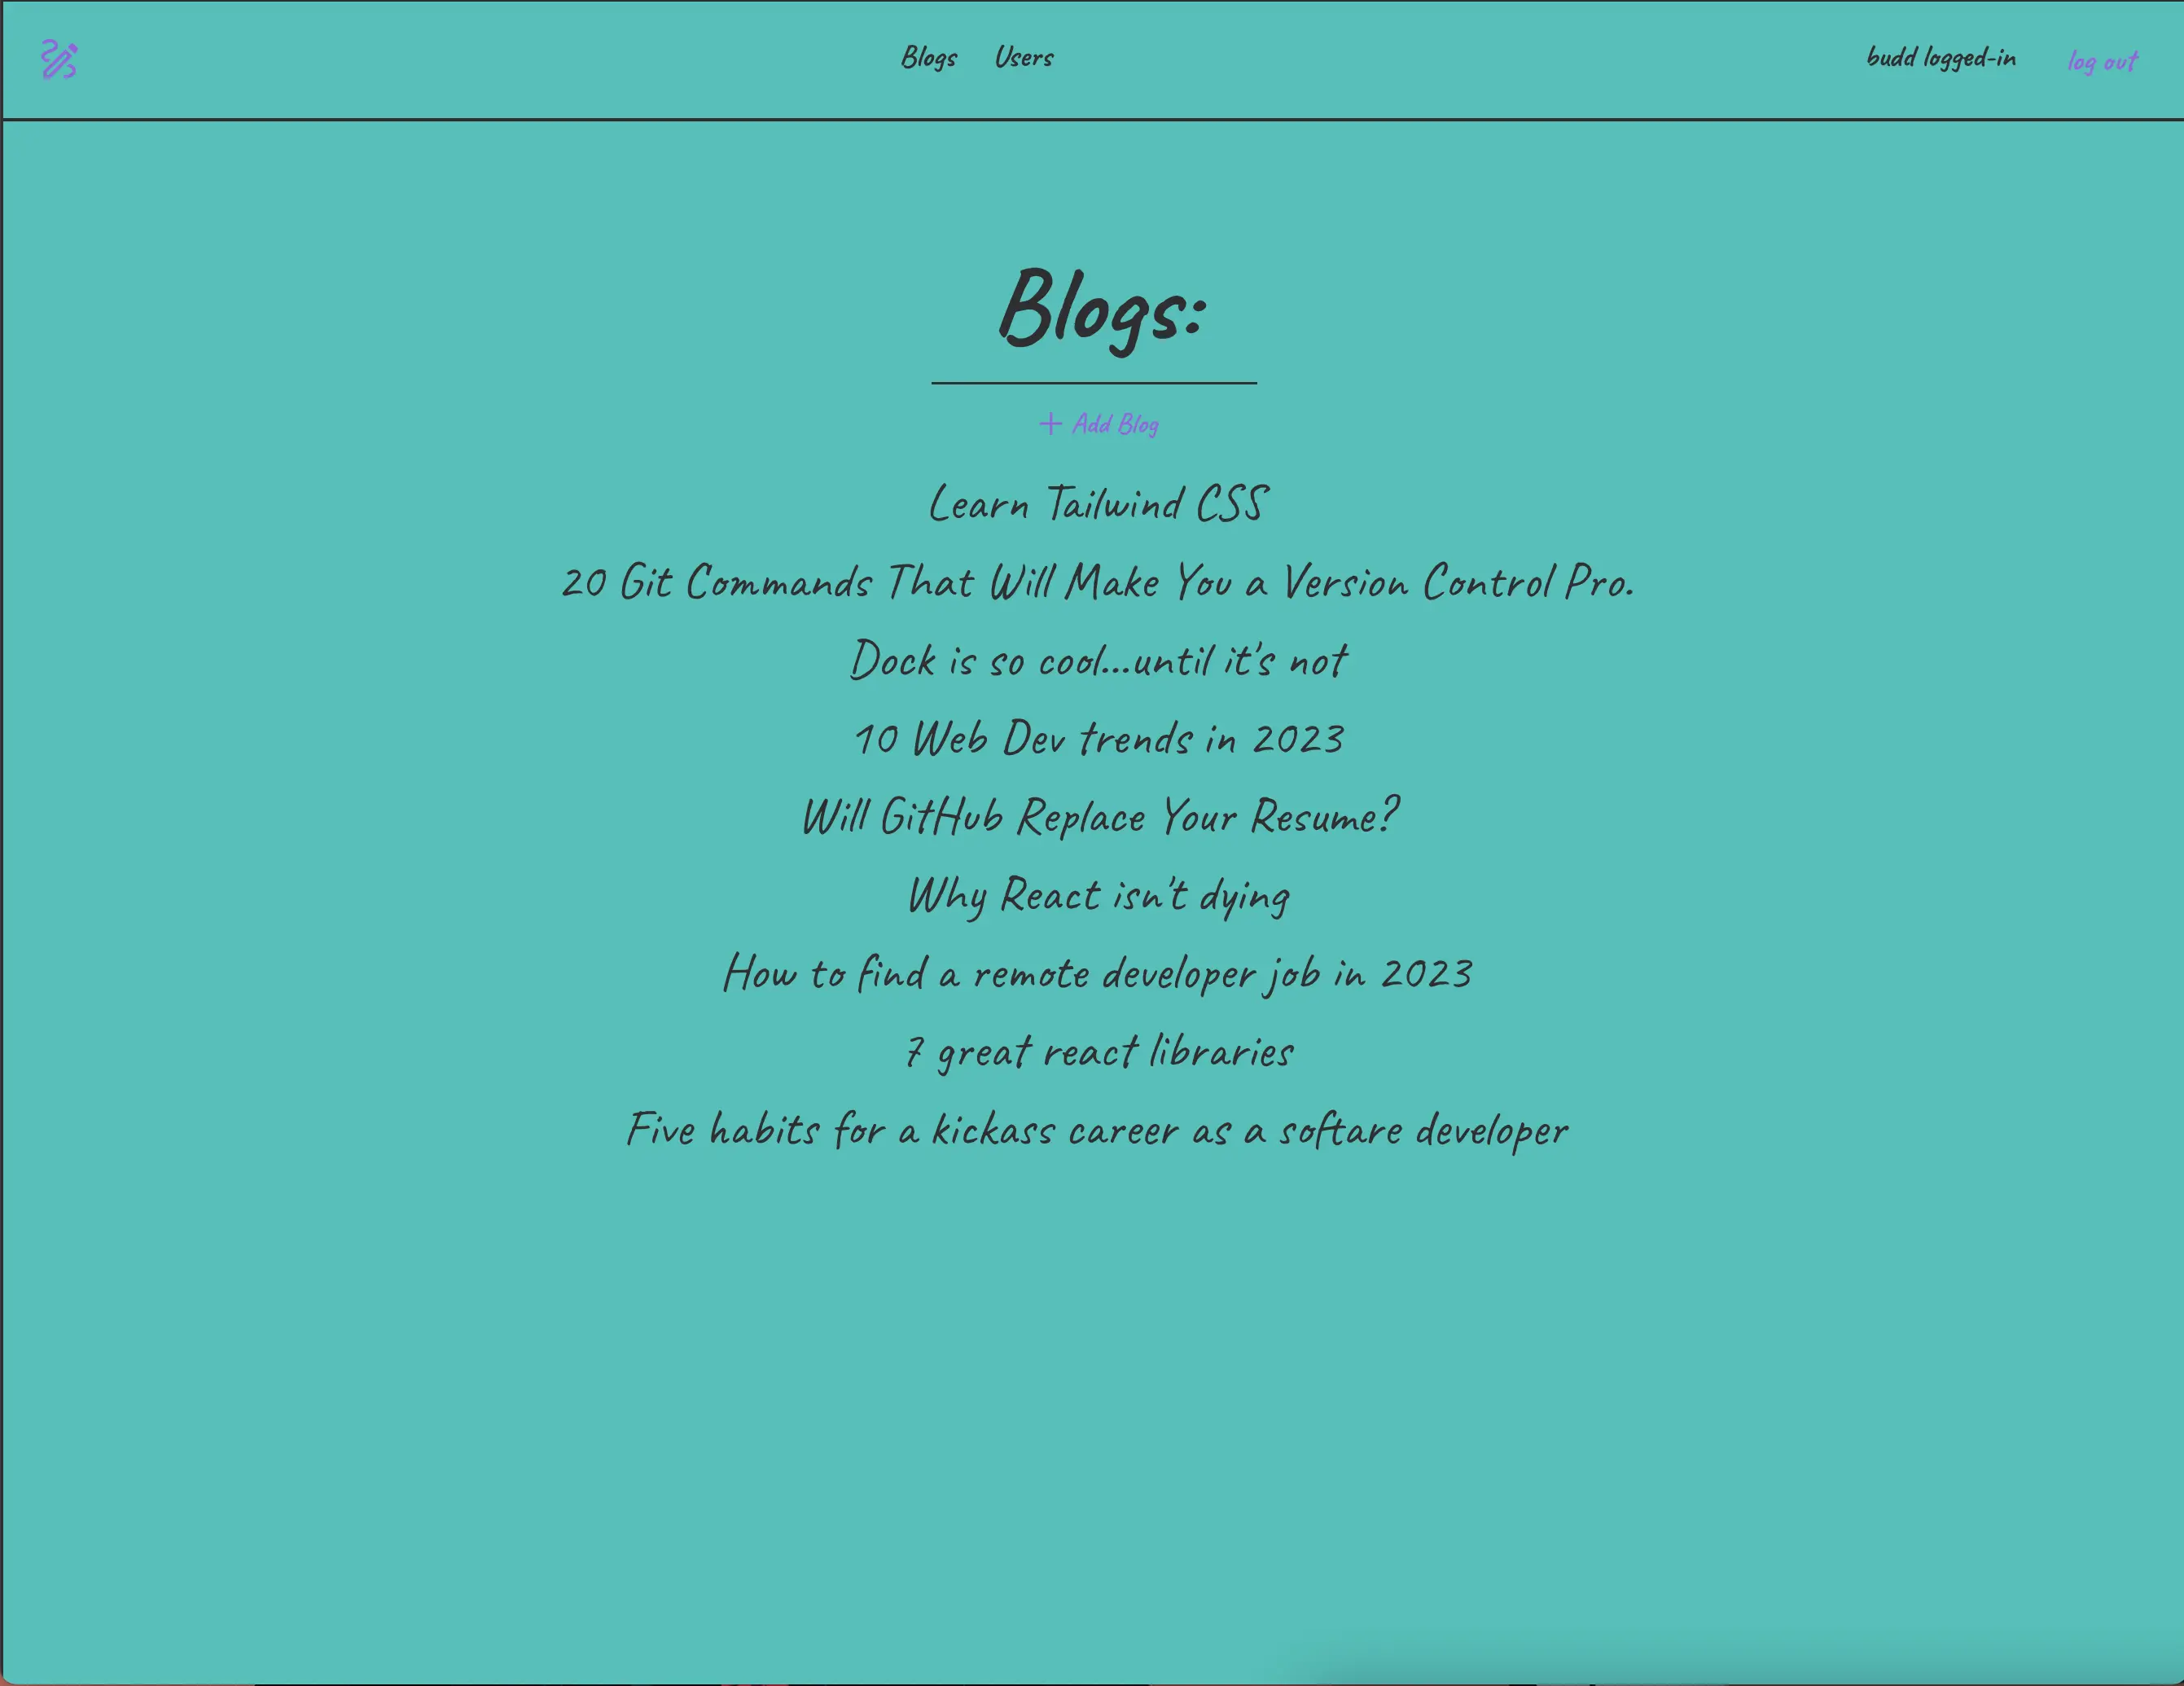 Blogs Users budd logged-in log out
Blogs:
+ Add Blog
Learn Tailwind CSS
20 Git Commands That Will Make You a Version Control Pro.
Dock is so cool...until it's not
10 Web Dev trends in 2023
Will GitHub Replace Your Resume?
Why React isn't dying
How to find a remote developer job in 2023
7 great react libraries
Five habits for a kickass career as a softare developer